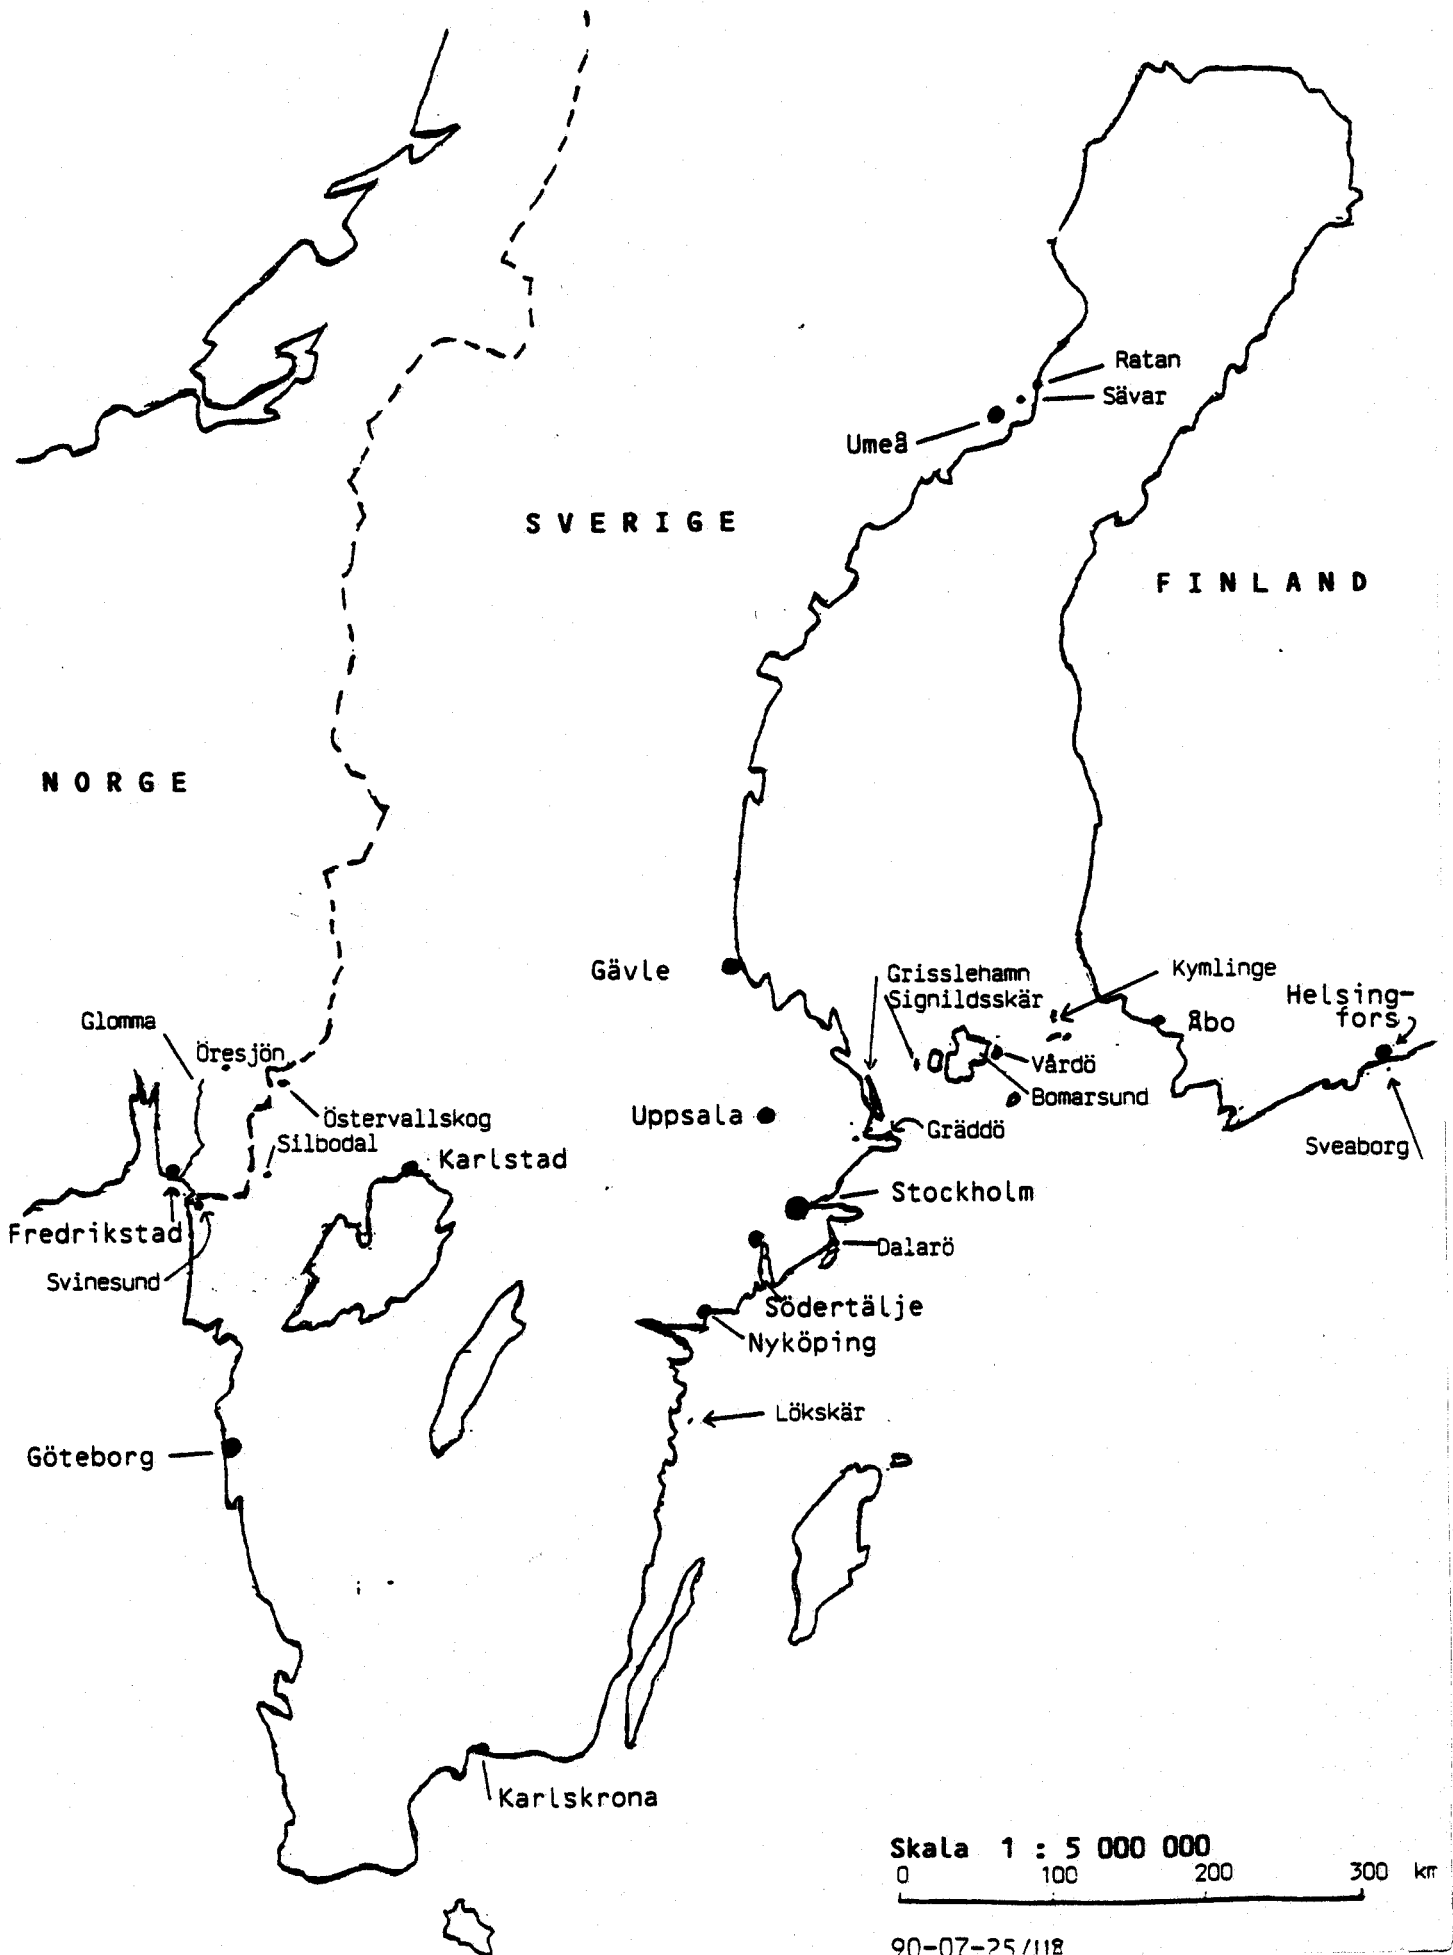 Ratan
Sävar
Umeå
SVERIGE
FINLAND
NORGE
Gävle
Grisslehamn
Signildsskär
Kymlinge
Helsing-
fors
Åbo
Glomma
Öresjön
Vårdö
Bomarsund
Östervallskog
Uppsala
Gräddö
Silbodal
Karlstad
Sveaborg
Stockholm
Fredrikstad
Dalarö
Svinesund
Södertälje
Nyköping
Lökskär
Göteborg
Karlskrona
Skala 1 : 5 000 000
0 100 200 300 km
90-07-25/UB